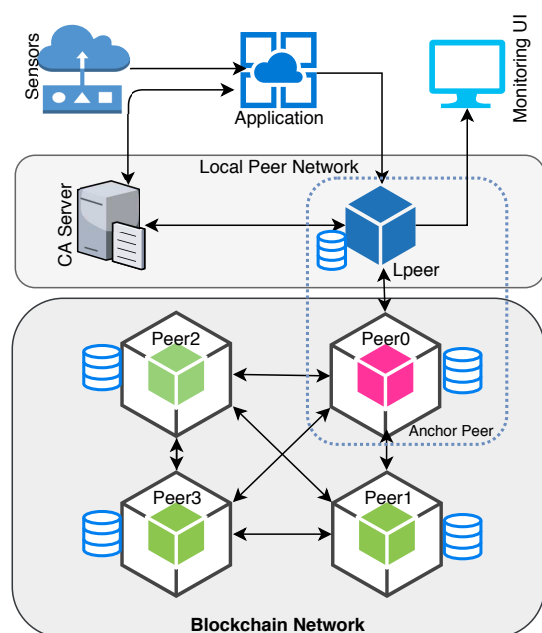 Sensors
Application
Monitoring UI
Local Peer Network
CA Server
Lpeer
Peer2
Peer0
Anchor Peer
Peer3
Peer1
Blockchain Network